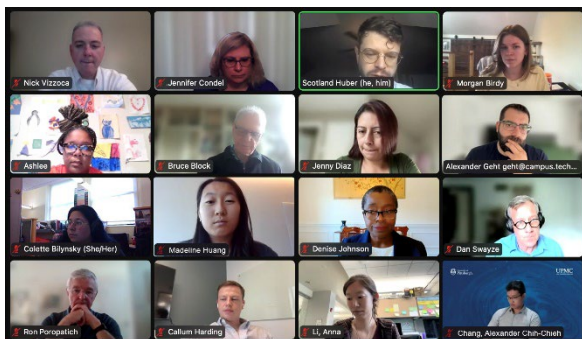 Nick Vizzoca
Jennifer Condel
Scotland Huber (he, him)
Morgan Birdy
Ashlee
Bruce Block
Jenny Diaz
Alexander Geht geht@campus.tech...
Colette Bilynsky (She/Her)
Madeline Huang
Denise Johnson
Dan Swayze
Ron Poropatich
Callum Harding
Li, Anna
UPMC
Chang, Alexander Chih-Chieh